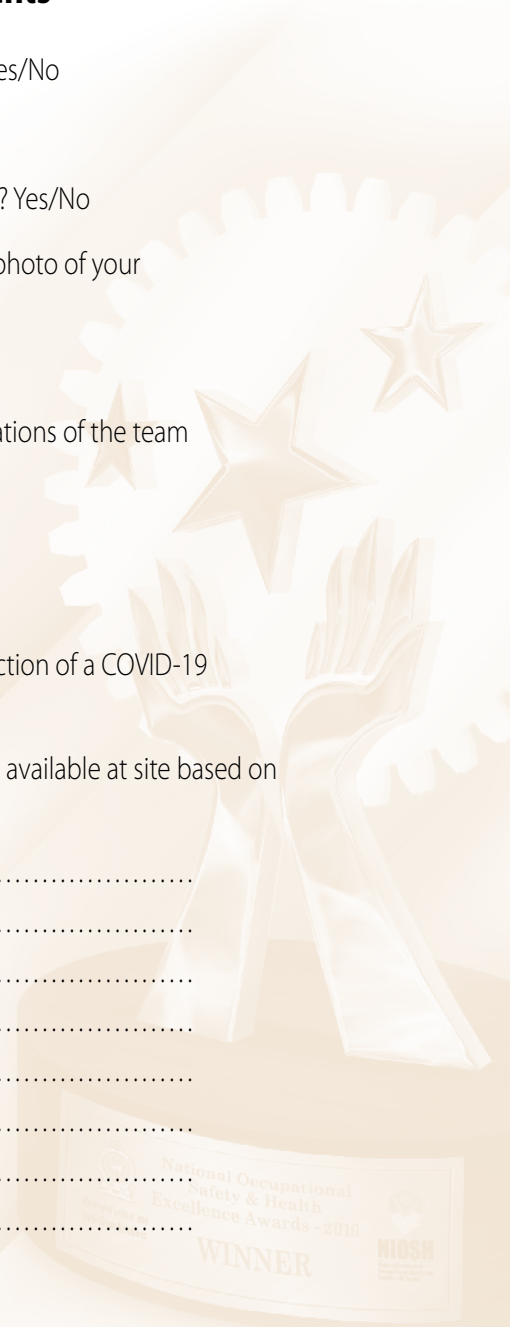 es/No
? Yes/No
photo of your
ations of the team
ction of a COVID-19
available at site based on
......................
......................
......................
......................
......................
......................
......................
......................
National Occupational
Safety & Health
Excellence Awards - 2016
WINNER
NIOSH